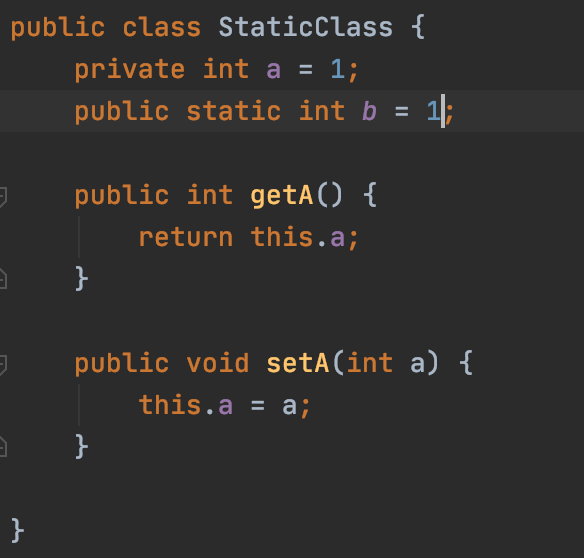 public class StaticClass {
    private int a = 1;
    public static int b = 1;
    public int getA() {
        return this.a;
    }
    public void setA(int a) {
        this.a = a;
    }
}